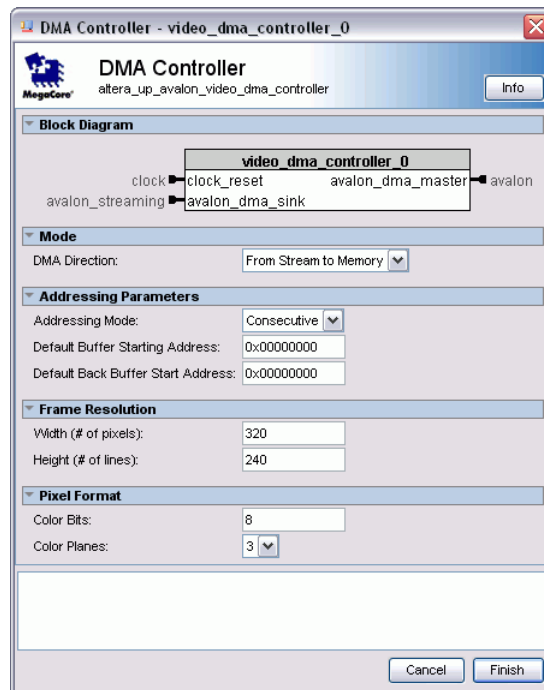 DMA Controller - video_dma_controller_0
DMA Controller
altera_up_avalon_video_dma_controller
MegaCore®
Info
Block Diagram
video_dma_controller_0
clock clock_reset avalon_dma_master avalon
avalon_streaming avalon_dma_sink
Mode
DMA Direction: From Stream to Memory
Addressing Parameters
Addressing Mode: Consecutive
Default Buffer Starting Address: 0x00000000
Default Back Buffer Start Address: 0x00000000
Frame Resolution
Width (# of pixels): 320
Height (# of lines): 240
Pixel Format
Color Bits: 8
Color Planes: 3
Cancel Finish